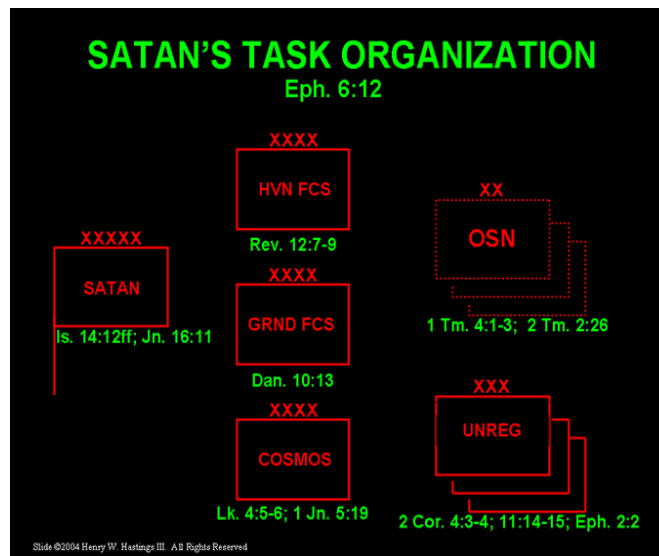 SATAN'S TASK ORGANIZATION
Eph. 6:12
XXXXX
SATAN
Is. 14:12ff; Jn. 16:11
XXXX
HVN FCS
Rev. 12:7-9
XXXX
GRND FCS
Dan. 10:13
XXXX
COSMOS
Lk. 4:5-6; 1 Jn. 5:19
XX
OSN
1 Tm. 4:1-3; 2 Tm. 2:26
XXX
UNREG
2 Cor. 4:3-4; 11:14-15; Eph. 2:2
Slide ©2004 Henry W. Hastings III. All Rights Reserved